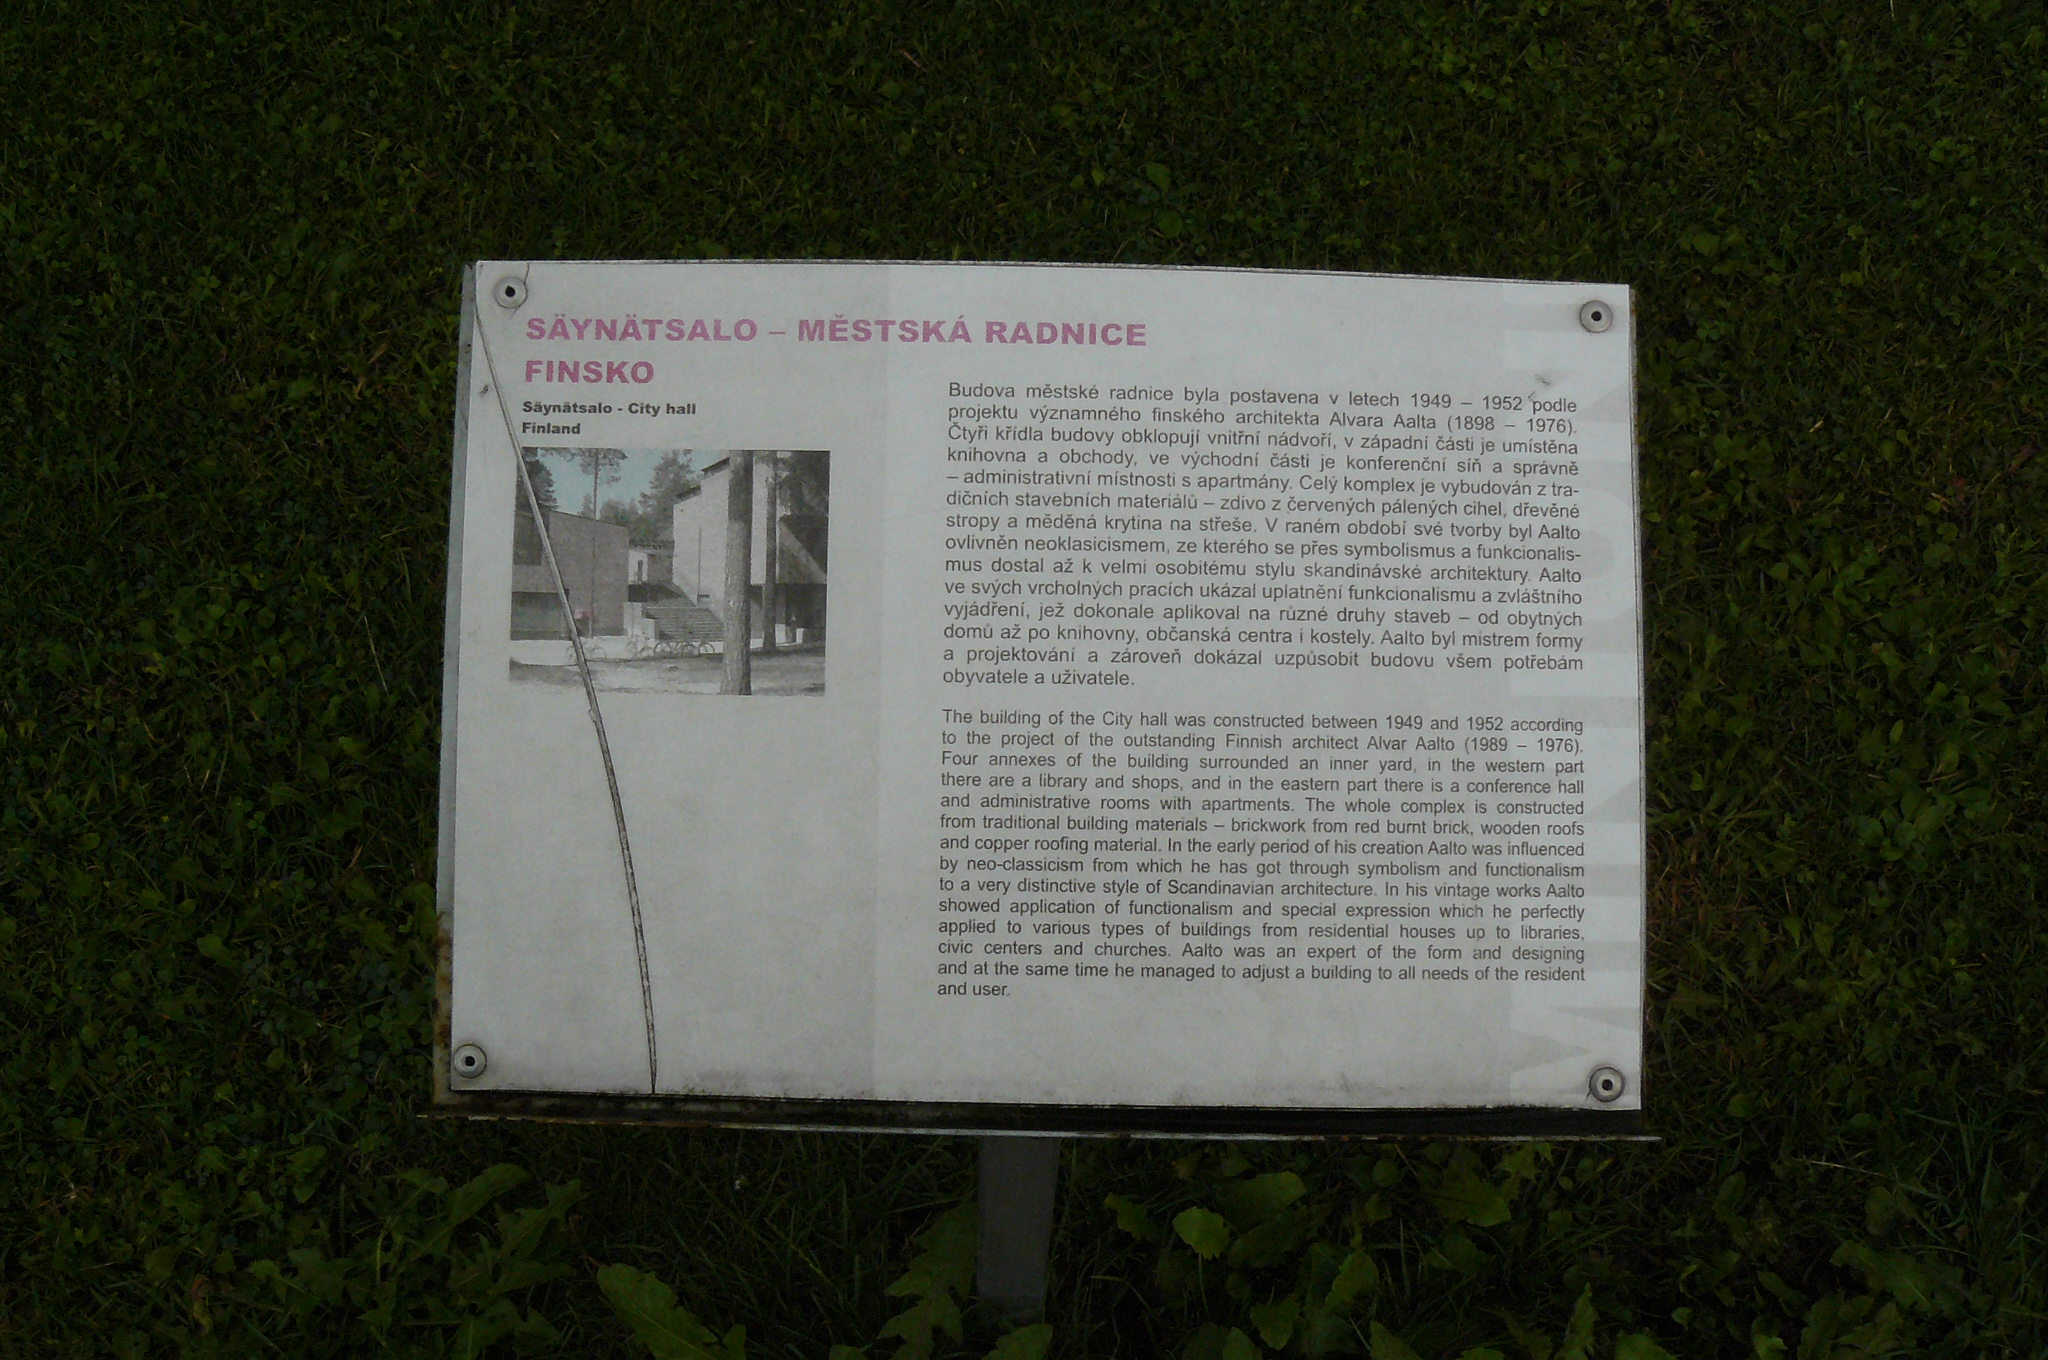 SÄYNÄTSALO – MĚSTSKÁ RADNICE
FINSKO
Säynätsalo - City hall
Finland
Budova městské radnice byla postavena v letech 1949 – 1952 podle
projektu významného finského architekta Alvara Aalta (1898 – 1976).
Čtyři křídla budovy obklopují vnitřní nádvoří, v západní části je umístěna
knihovna a obchody, ve východní části je konferenční síň a správně
– administrativní místnosti s apartmány. Celý komplex je vybudován z tra-
dičních stavebních materiálů – zdivo z červených pálených cihel, dřevěné
stropy a měděná krytina na střeše. V raném období své tvorby byl Aalto
ovlivněn neoklasicismem, ze kterého se přes symbolismus a funkcionalis-
mus dostal až k velmi osobitému stylu skandinávské architektury. Aalto
ve svých vrcholných pracích ukázal uplatnění funkcionalismu a zvláštního
vyjádření, jež dokonale aplikoval na různé druhy staveb – od obytných
domů až po knihovny, občanská centra i kostely. Aalto byl mistrem formy
a projektování a zároveň dokázal uzpůsobit budovu všem potřebám
obyvatele a uživatele.
The building of the City hall was constructed between 1949 and 1952 according
to the project of the outstanding Finnish architect Alvar Aalto (1989 – 1976).
Four annexes of the building surrounded an inner yard, in the western part
there are a library and shops, and in the eastern part there is a conference hall
and administrative rooms with apartments. The whole complex is constructed
from traditional building materials – brickwork from red burnt brick, wooden roofs
and copper roofing material. In the early period of his creation Aalto was influenced
by neo-classicism from which he has got through symbolism and functionalism
to a very distinctive style of Scandinavian architecture. In his vintage works Aalto
showed application of functionalism and special expression which he perfectly
applied to various types of buildings from residential houses up to libraries,
civic centers and churches. Aalto was an expert of the form and designing
and at the same time he managed to adjust a building to all needs of the resident
and user.